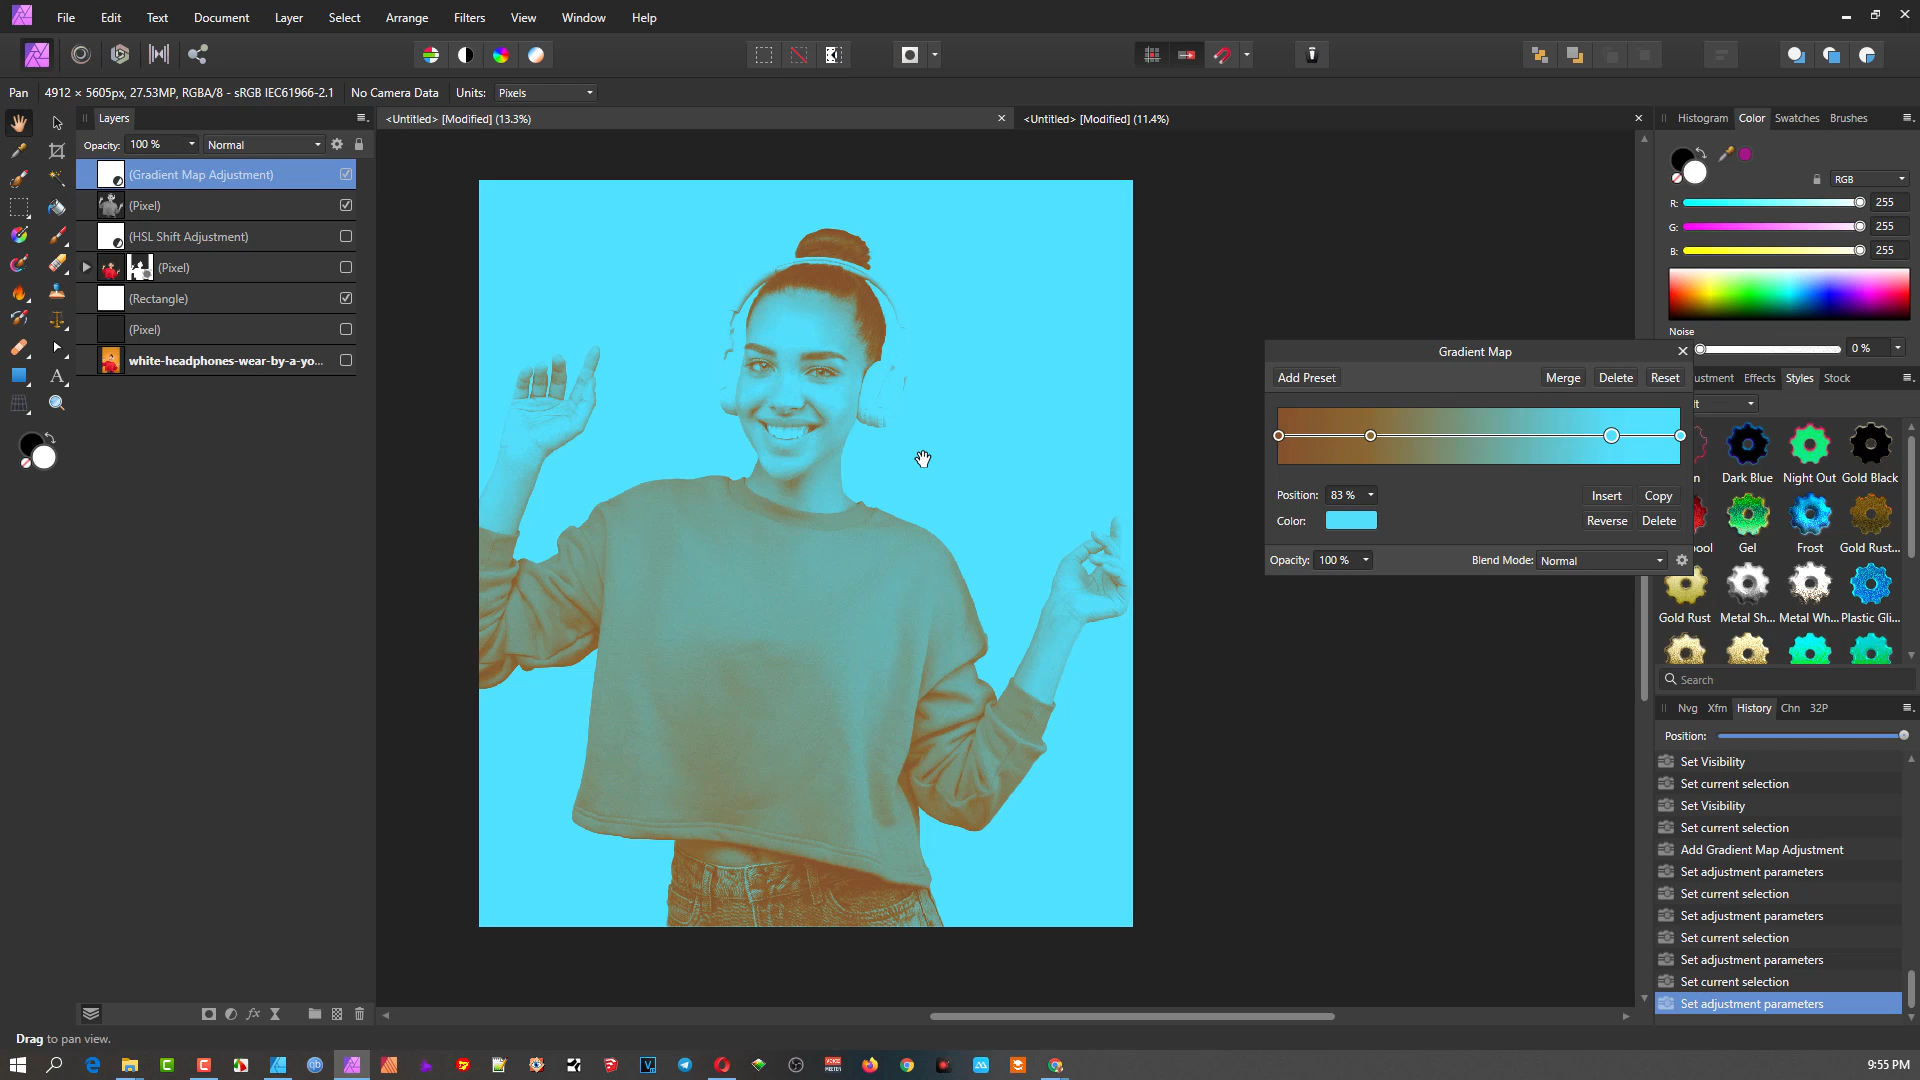 File Edit Text Document Layer Select Arrange Filters View Window Help
Pan 4912 × 5605px, 27.53MP, RGBA/8 - sRGB IEC61966-2.1 No Camera Data Units: Pixels
Layers
<Untitled> [Modified] (13.3%) <Untitled> [Modified] (11.4%)
Histogram Color Swatches Brushes
Opacity: 100 % Normal
(Gradient Map Adjustment)
(Pixel)
(HSL Shift Adjustment)
(Pixel)
(Rectangle)
(Pixel)
white-headphones-wear-by-a-yo...
RGB
R: 255
G: 255
B: 255
Noise
0 %
Gradient Map
Add Preset Merge Delete Reset
Position: 83 % Insert Copy
Color: Reverse Delete
Opacity: 100 % Blend Mode: Normal
ustment Effects Styles Stock
Dark Blue Night Out Gold Black
Gel Frost Gold Rust...
Gold Rust Metal Sh... Metal Wh... Plastic Gli...
Search
Nvg Xfm History Chn 32P
Position:
Set Visibility
Set current selection
Set Visibility
Set current selection
Add Gradient Map Adjustment
Set adjustment parameters
Set current selection
Set adjustment parameters
Set current selection
Set adjustment parameters
Set current selection
Set adjustment parameters
Drag to pan view.
9:55 PM